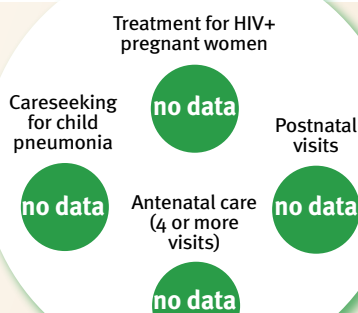 Treatment for HIV+
pregnant women
no data
Careseeking
for child
pneumonia
no data
Postnatal
visits
no data
Antenatal care
(4 or more
visits)
no data